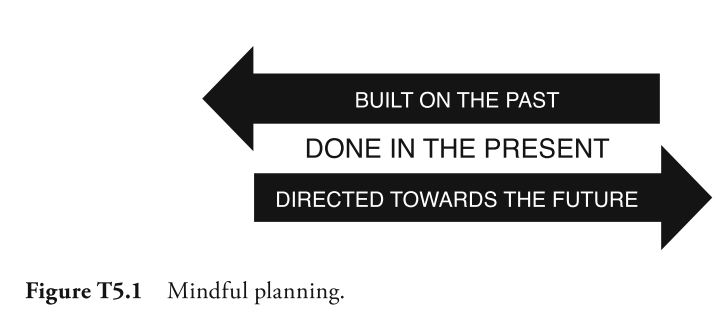 BUILT ON THE PAST
DONE IN THE PRESENT
DIRECTED TOWARDS THE FUTURE
Figure T5.1 Mindful planning.